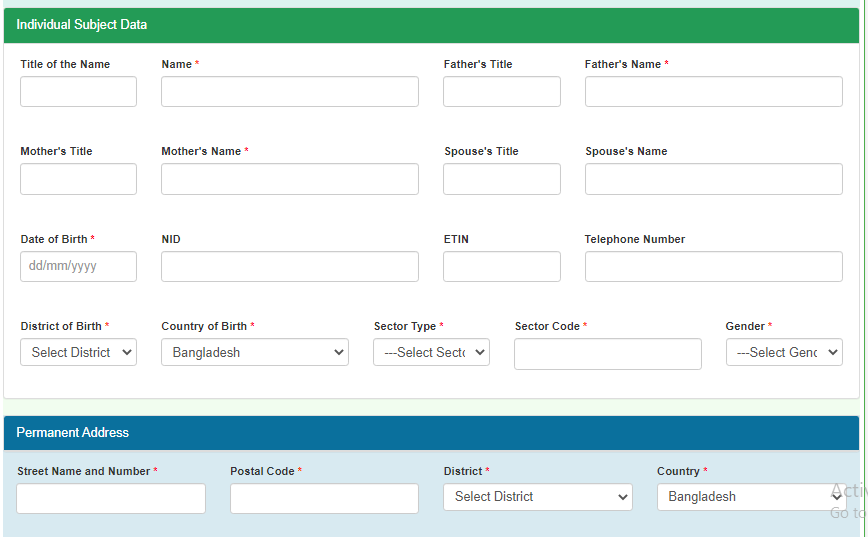 Individual Subject Data
Title of the Name Name * Father's Title Father's Name *
Mother's Title Mother's Name * Spouse's Title Spouse's Name
Date of Birth * NID ETIN Telephone Number
dd/mm/yyyy
District of Birth * Country of Birth * Sector Type * Sector Code * Gender *
Select District Bangladesh ---Select Secto ---Select Genc
Permanent Address
Street Name and Number * Postal Code * District * Country *
Select District Bangladesh
Activ
Go to